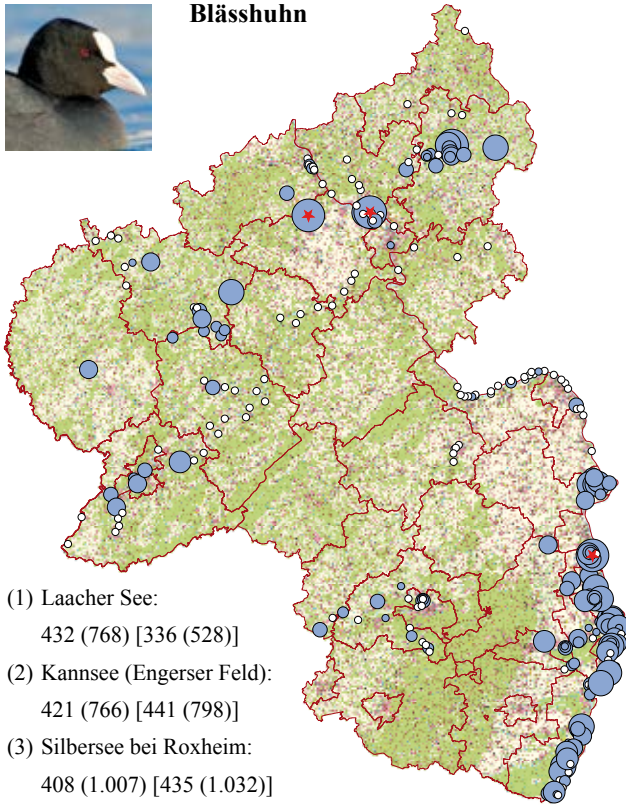 Blässhuhn
(1) Laacher See:
432 (768) [336 (528)]
(2) Kannsee (Engerser Feld):
421 (766) [441 (798)]
(3) Silbersee bei Roxheim:
408 (1.007) [435 (1.032)]